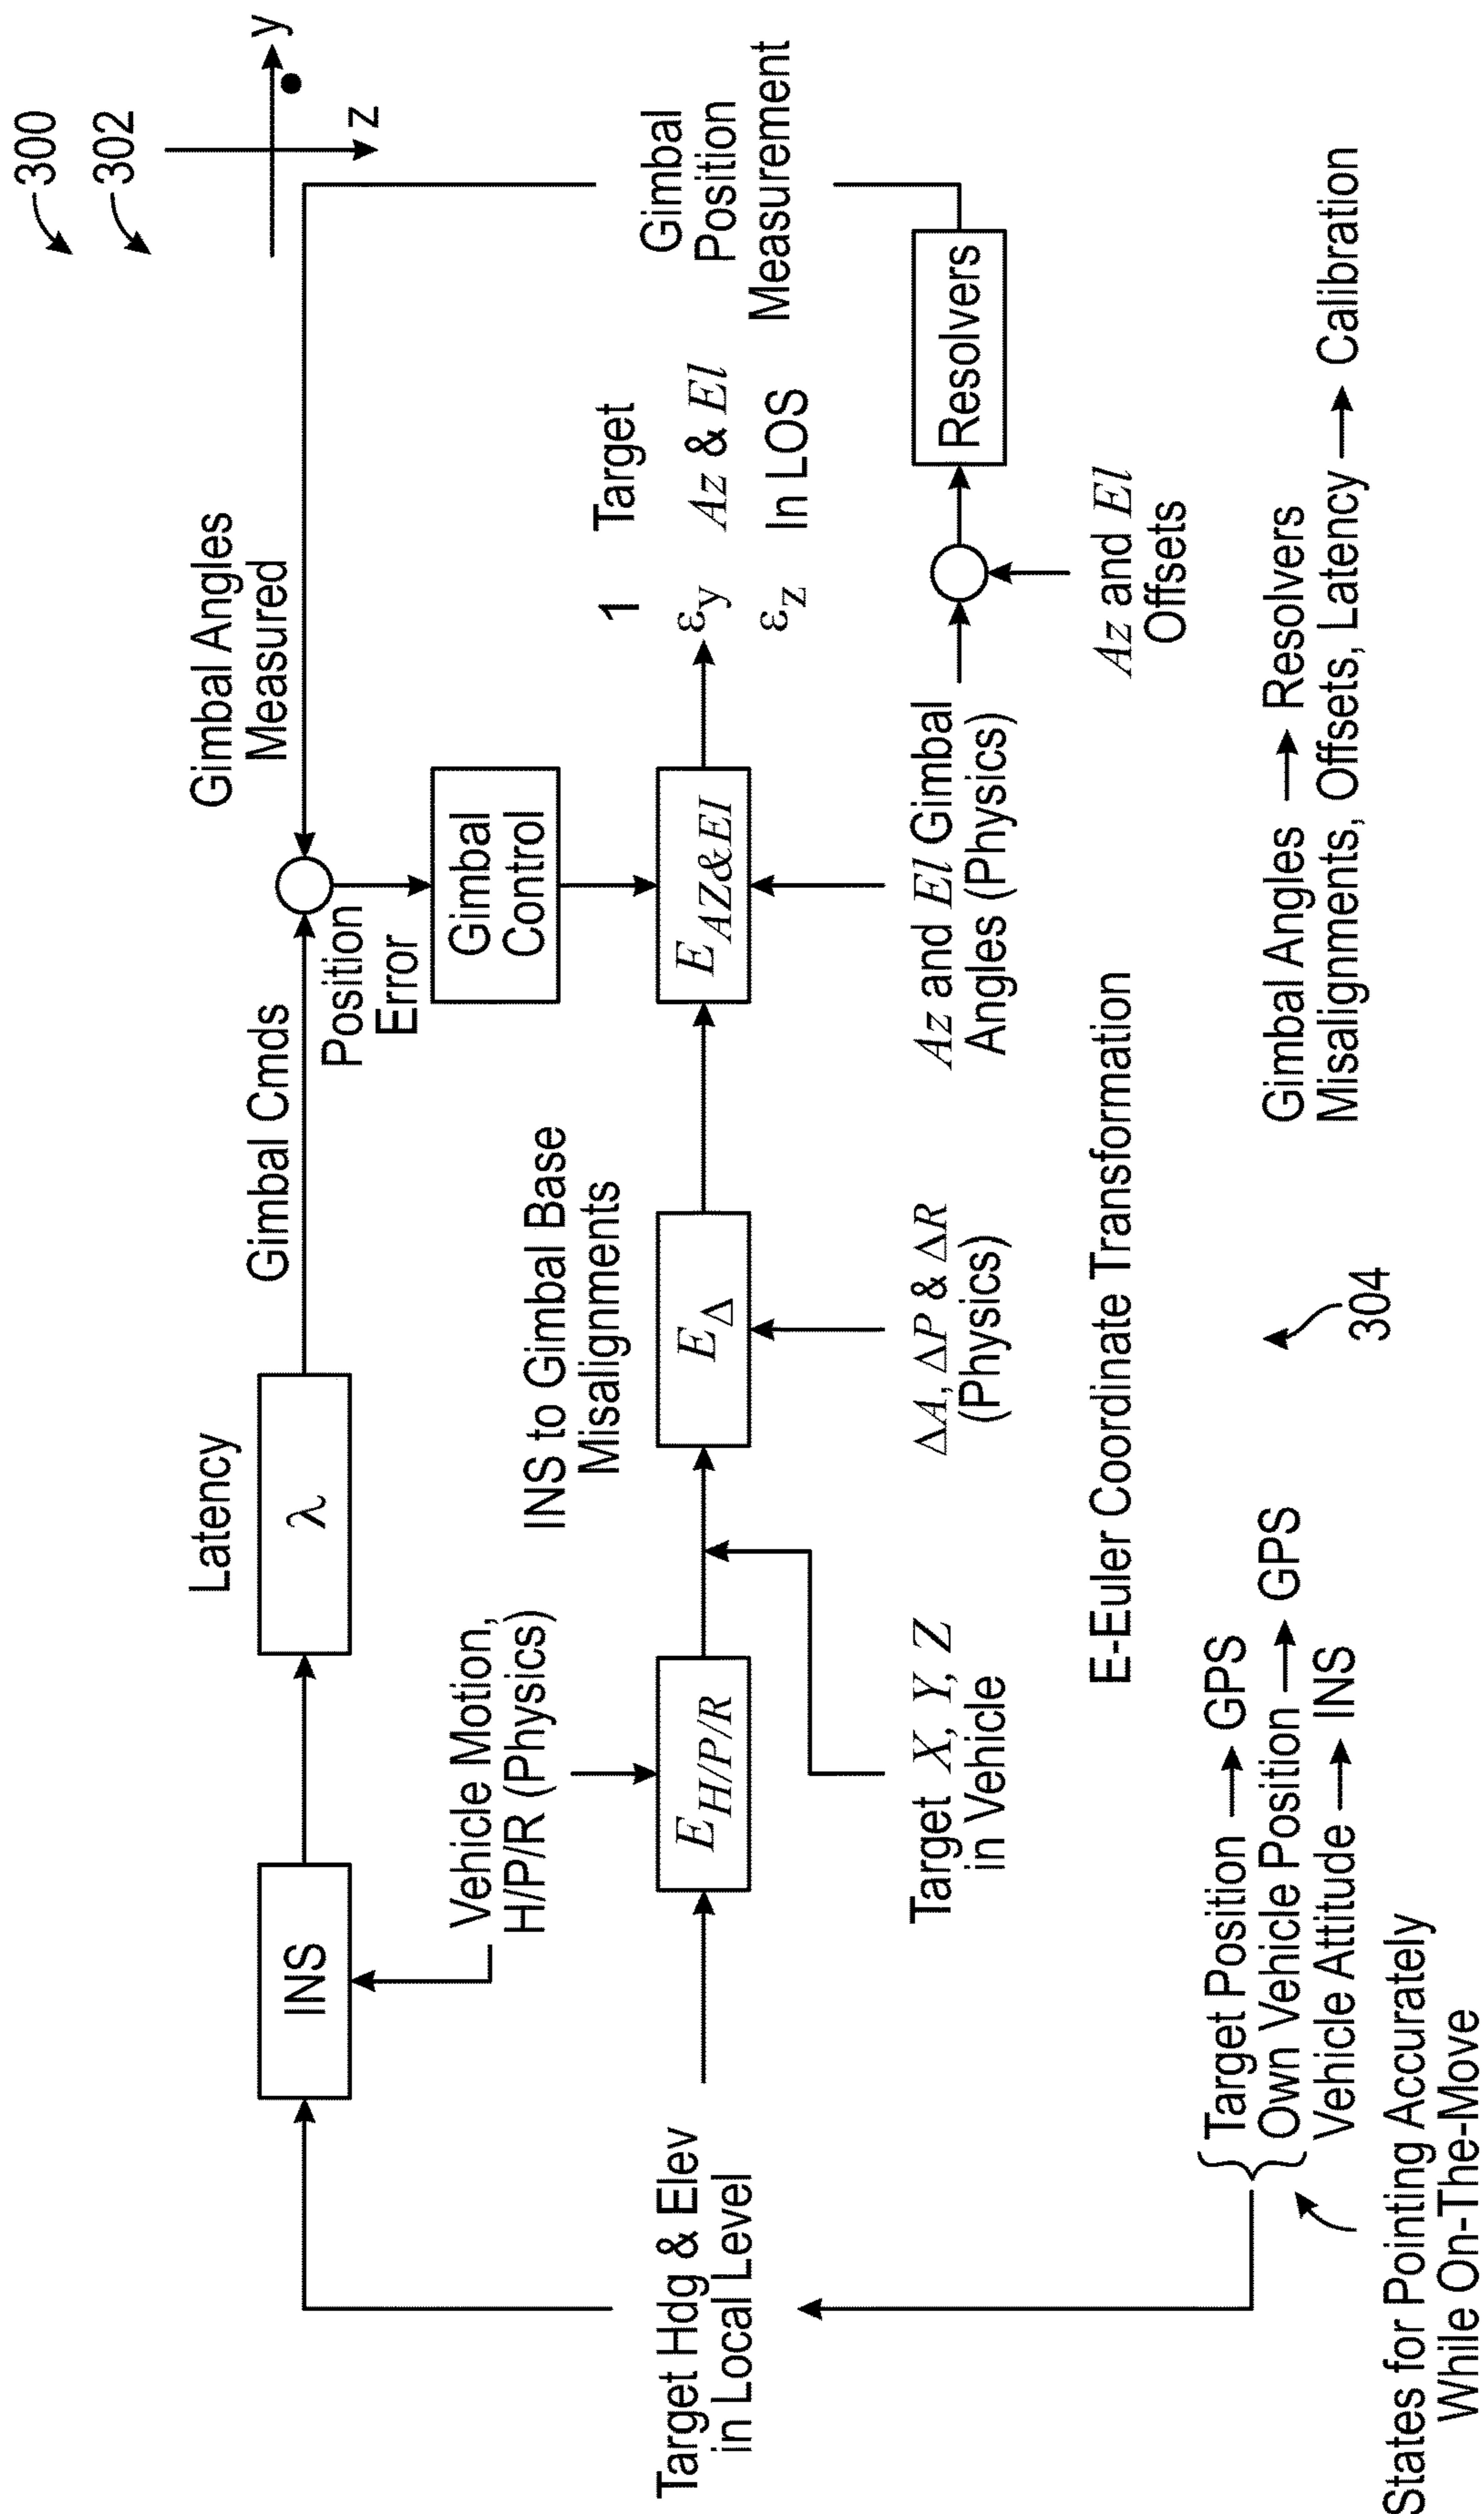 300
302
y
z
Gimbal Angles
Measured
Gimbal Cmds
Latency
λ
INS
Position
Error
Gimbal
Control
Vehicle Motion,
H/P/R (Physics)
INS to Gimbal Base
Misalignments
Target Hdg & Elev
in Local Level
E_{H/P/R}
E_Δ
E_{AZ&El}
1
ε_y
ε_z
Target
Az & El
In LOS
Gimbal
Position
Measurement
Target X, Y, Z
in Vehicle
ΔA, ΔP & ΔR
(Physics)
Az and El Gimbal
Angles (Physics)
Resolvers
Az and El
Offsets
E-Euler Coordinate Transformation
Target Position → GPS
Own Vehicle Position → GPS
Vehicle Attitude → INS
Gimbal Angles → Resolvers
Misalignments, Offsets, Latency → Calibration
304
States for Pointing Accurately
While On-The-Move